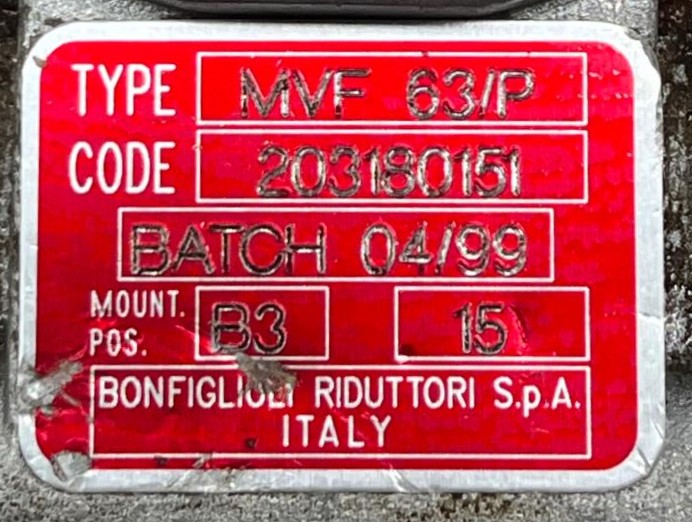 TYPE MVF 63/P
CODE 203180151
BATCH 04/99
MOUNT. POS. B3 15
BONFIGLIOLI RIDUTTORI S.p.A.
ITALY